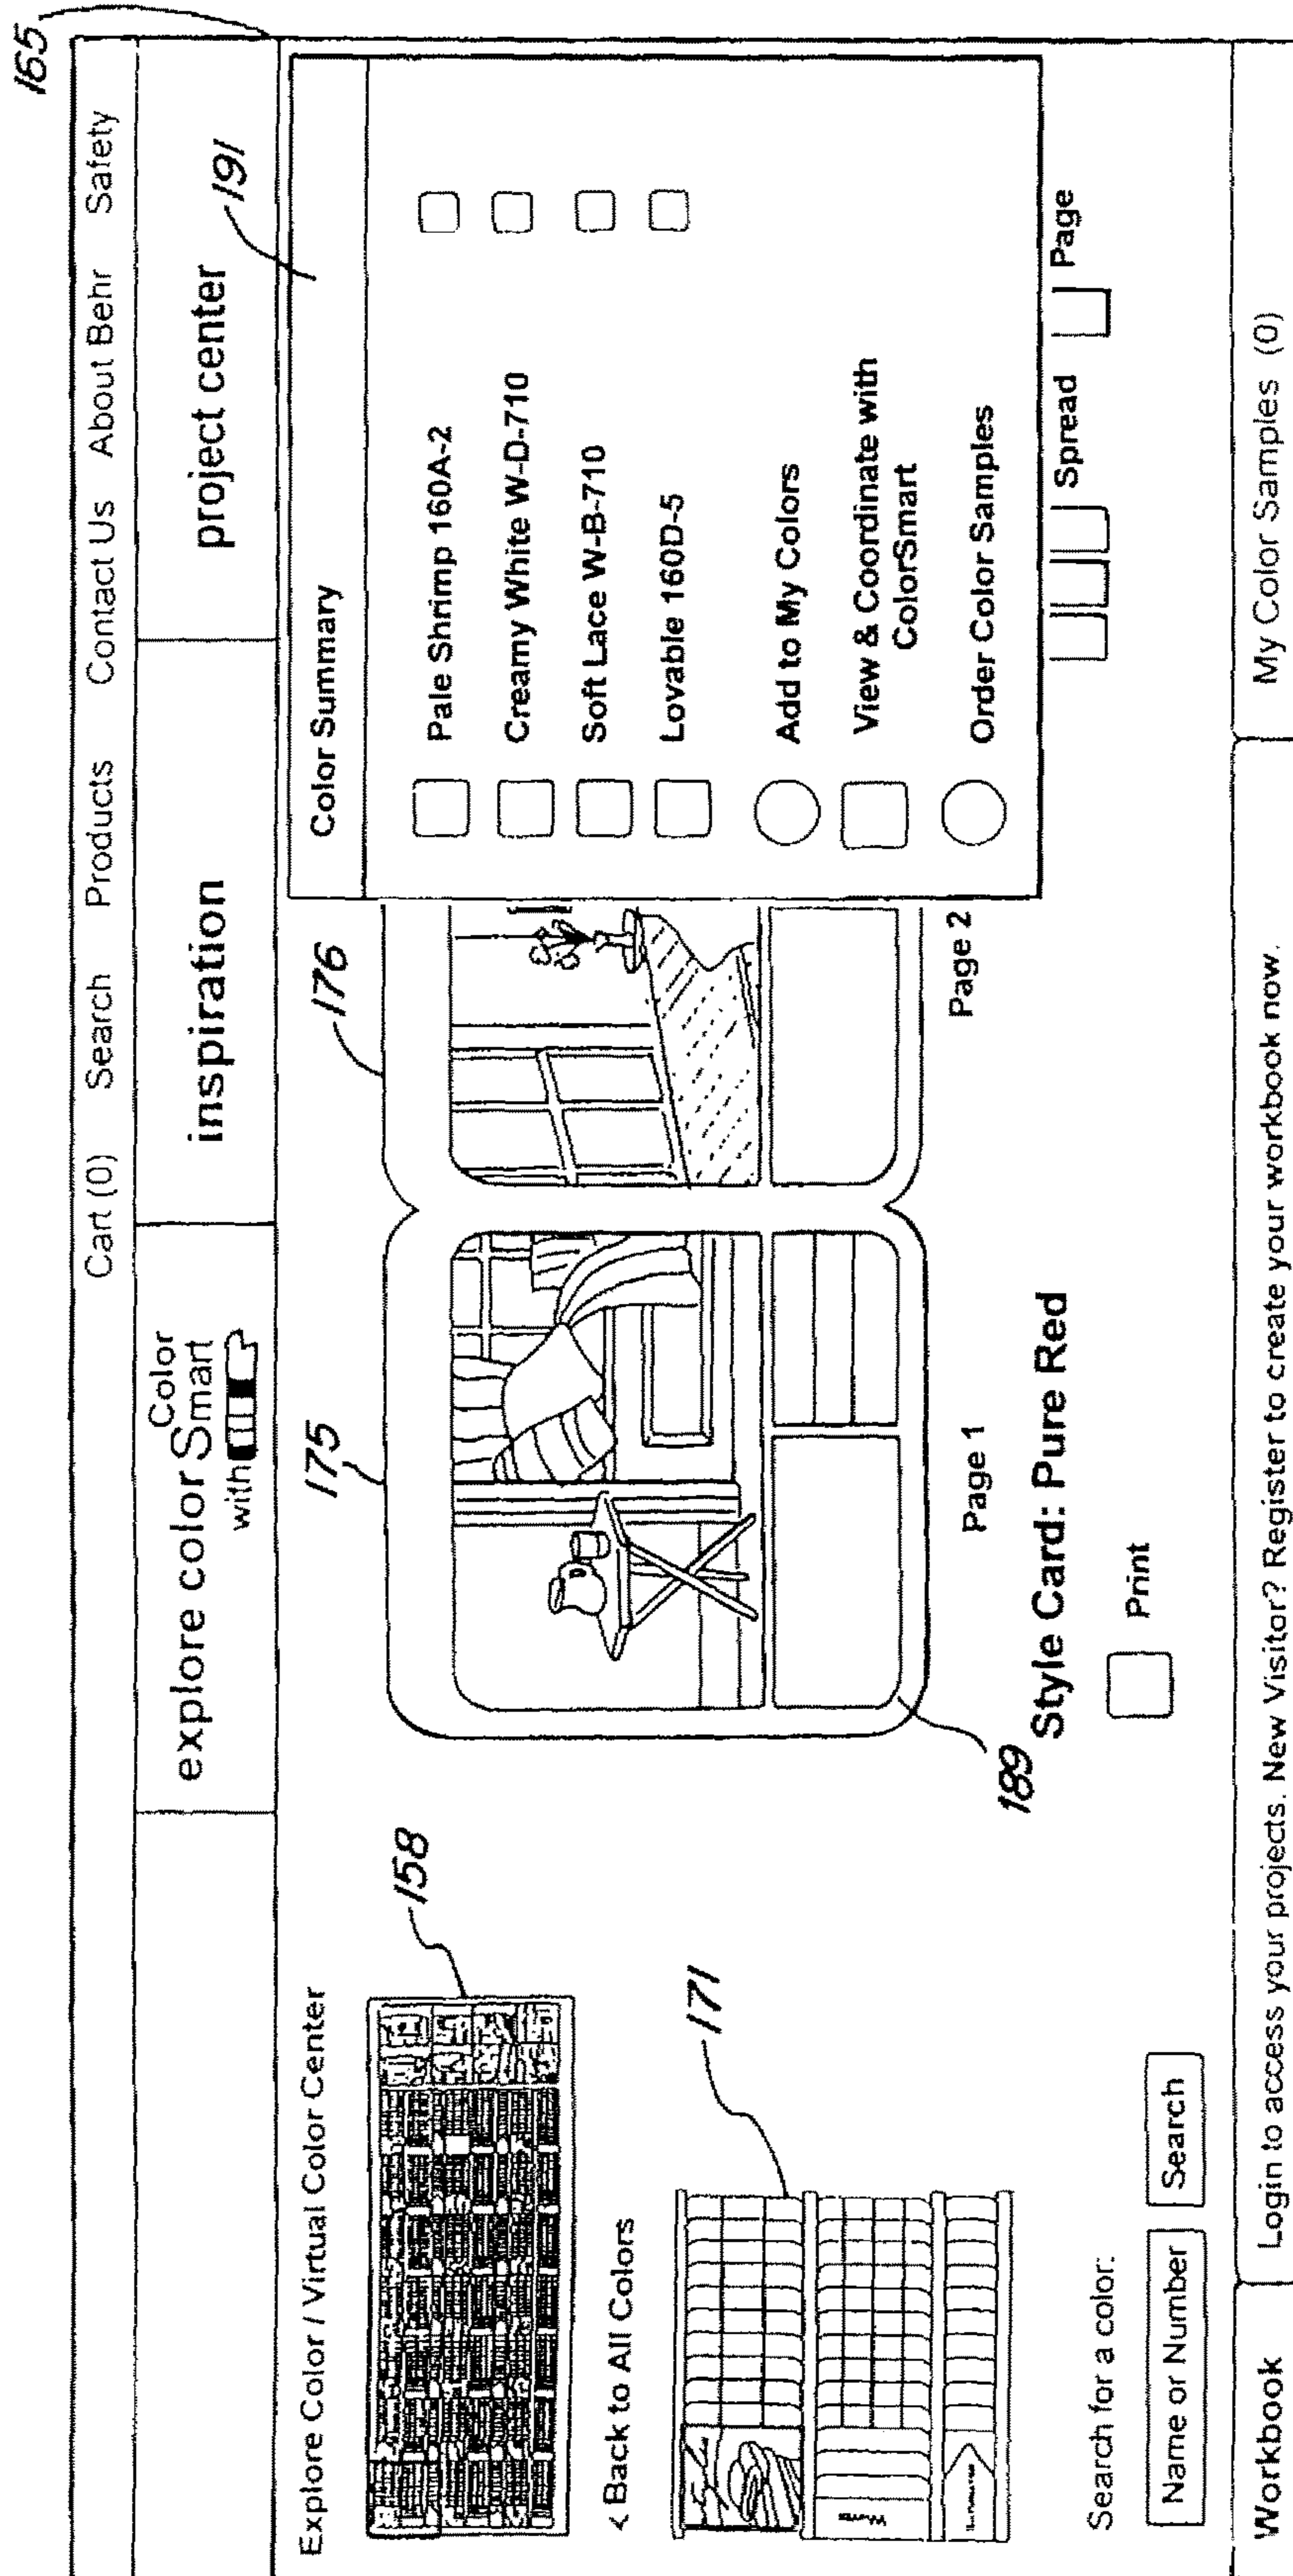 165
Cart (0) Search Products Contact Us About Behr Safety
explore color with Color Smart
inspiration
project center
191
Explore Color / Virtual Color Center
158
< Back to All Colors
171
Search for a color:
Name or Number
Search
175
176
189
Page 1
Page 2
Style Card: Pure Red
Print
Color Summary
Pale Shrimp 160A-2
Creamy White W-D-710
Soft Lace W-B-710
Lovable 160D-5
Add to My Colors
View & Coordinate with
ColorSmart
Order Color Samples
Spread
Page
Workbook
Login to access your projects. New Visitor? Register to create your workbook now.
My Color Samples (0)